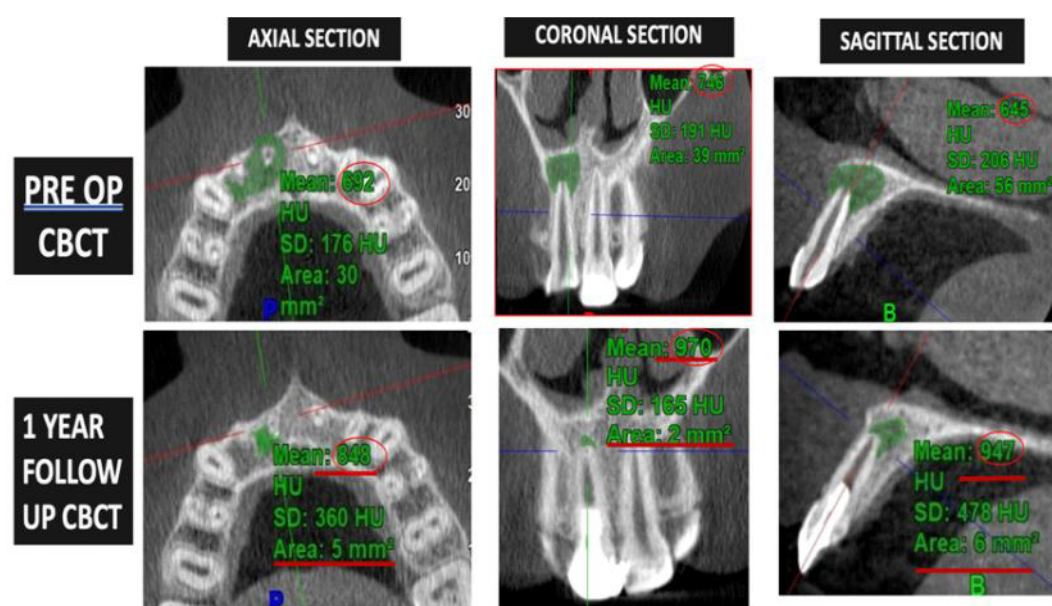 AXIAL SECTION
CORONAL SECTION
SAGITTAL SECTION
PRE OP
CBCT
30
20
10
Mean: 692
HU
SD: 176 HU
Area: 30
mm²
P
Mean: 746
HU
SD: 191 HU
Area: 39 mm²
Mean: 645
HU
SD: 206 HU
Area: 56 mm²
B
1 YEAR
FOLLOW
UP CBCT
Mean: 848
HU
SD: 360 HU
Area: 5 mm²
P
Mean: 970
HU
SD: 165 HU
Area: 2 mm²
Mean: 947
HU
SD: 478 HU
Area: 6 mm²
B